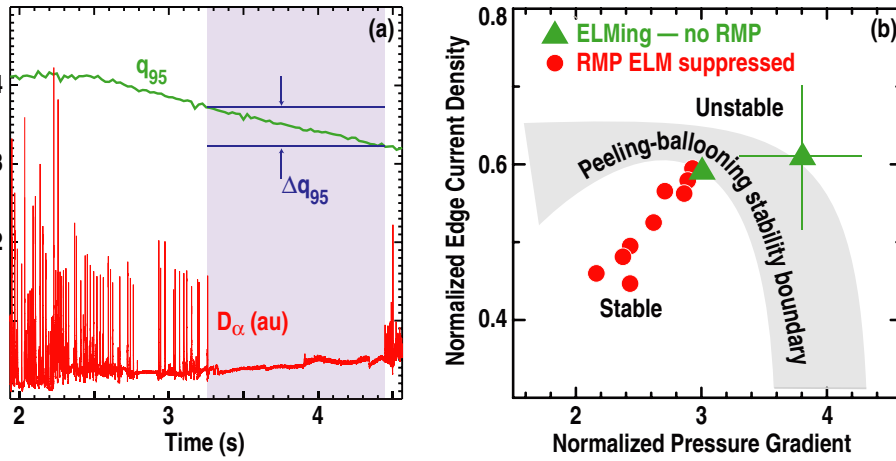 (a)
q95
Δq95
Dα (au)
2
3
4
Time (s)
(b)
ELMing — no RMP
RMP ELM suppressed
Unstable
Peeling-ballooning stability boundary
Stable
0.8
0.6
0.4
Normalized Edge Current Density
2
3
4
Normalized Pressure Gradient